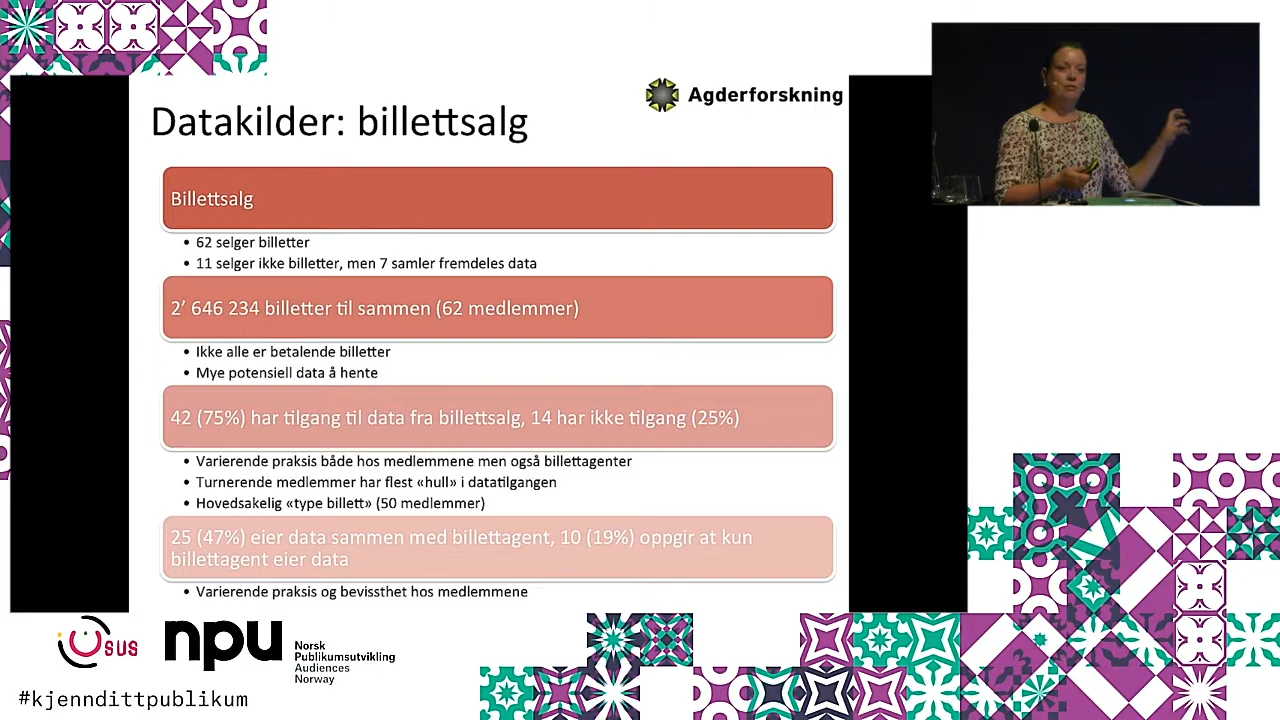 Agderforskning
Datakilder: billettsalg
Billettsalg
• 62 selger billetter
• 11 selger ikke billetter, men 7 samler fremdeles data
2’ 646 234 billetter til sammen (62 medlemmer)
• Ikke alle er betalende billetter
• Mye potensiell data å hente
42 (75%) har tilgang til data fra billettsalg, 14 har ikke tilgang (25%)
• Varierende praksis både hos medlemmene men også billettagenter
• Turnerende medlemmer har flest «hull» i datatilgangen
• Hovedsakelig «type billett» (50 medlemmer)
25 (47%) eier data sammen med billettagent, 10 (19%) oppgir at kun
billettagent eier data
• Varierende praksis og bevissthet hos medlemmene
usus
npu
Norsk
Publikumsutvikling
Audiences
Norway
#kjenndittpublikum